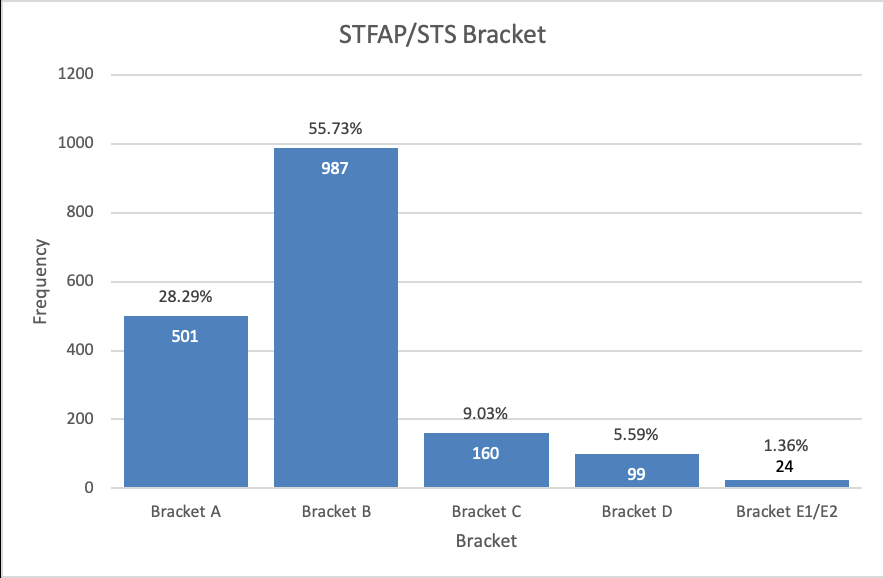 STFAP/STS Bracket
1200
1000
800
600
400
200
0
Frequency
28.29%
501
55.73%
987
9.03%
160
5.59%
99
1.36%
24
Bracket A
Bracket B
Bracket C
Bracket D
Bracket E1/E2
Bracket